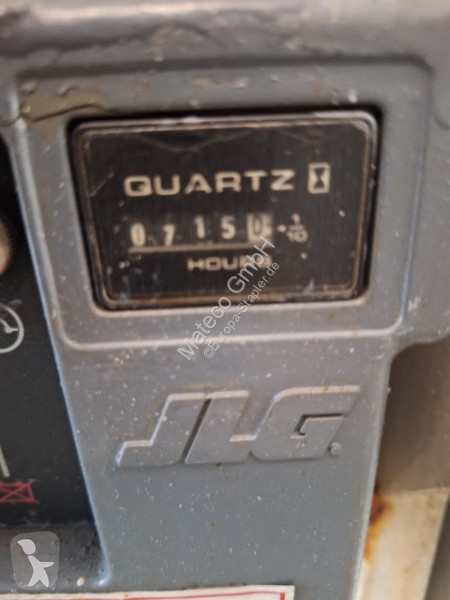 QUARTZ
0715
1/10
HOURS
Mateco GmbH
©Europa-Stapler.de
JLG